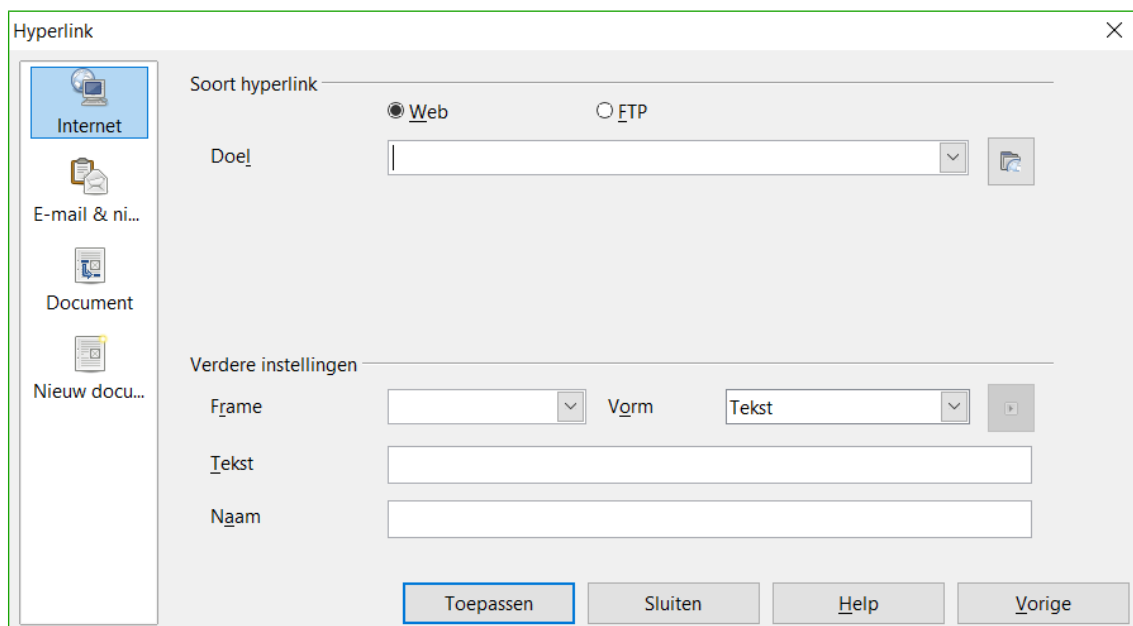 Hyperlink
Internet
E-mail & ni...
Document
Nieuw docu...
Soort hyperlink
Web FTP
Doel
Verdere instellingen
Frame Vorm Tekst
Tekst
Naam
Toepassen Sluiten Help Vorige